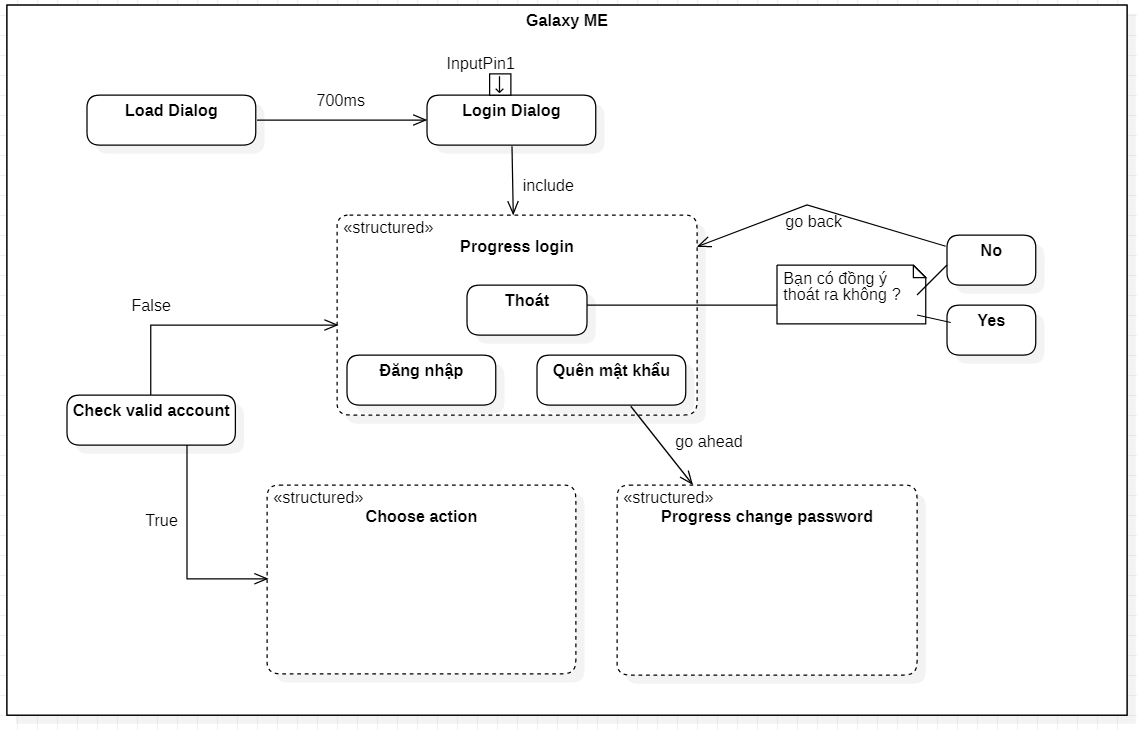 Galaxy ME
InputPin1
Load Dialog
700ms
Login Dialog
include
«structured»
Progress login
go back
No
Bạn có đồng ý
thoát ra không ?
Thoát
False
Yes
Đăng nhập
Quên mật khẩu
Check valid account
go ahead
«structured»
Choose action
«structured»
Progress change password
True